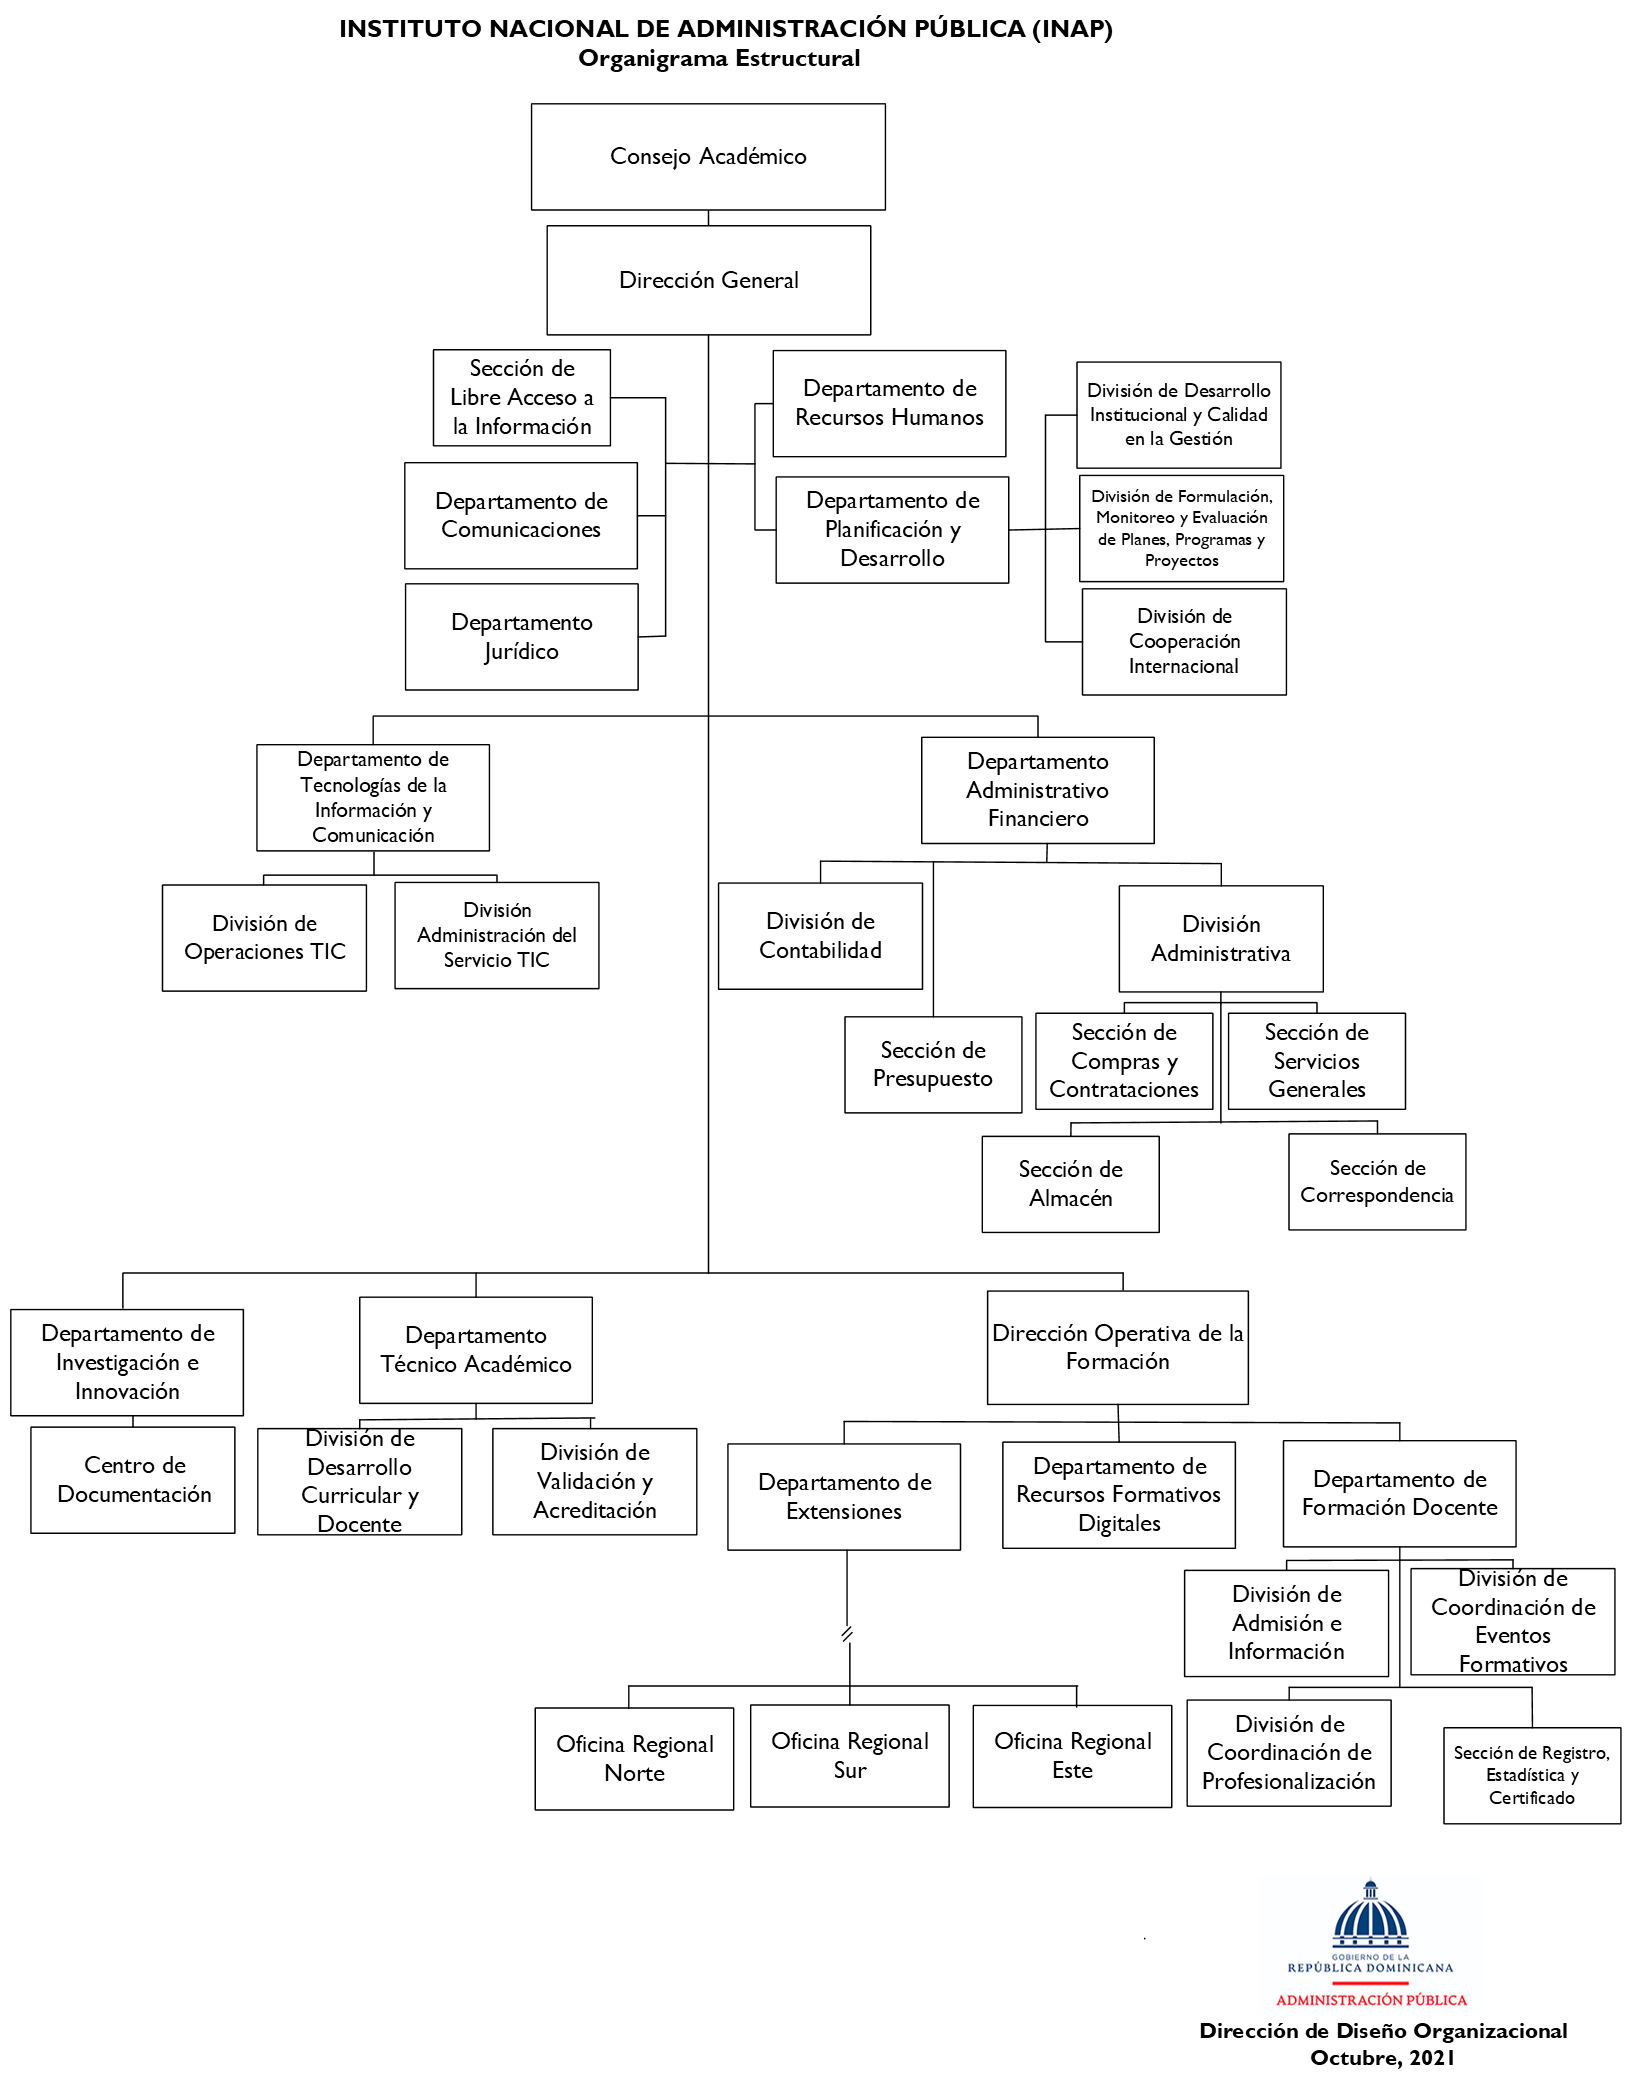 INSTITUTO NACIONAL DE ADMINISTRACIÓN PÚBLICA (INAP)
Organigrama Estructural
Consejo Académico
Dirección General
Sección de
Libre Acceso a
la Información
Departamento de
Recursos Humanos
División de Desarrollo
Institucional y Calidad
en la Gestión
Departamento de
Comunicaciones
Departamento de
Planificación y
Desarrollo
División de Formulación,
Monitoreo y Evaluación
de Planes, Programas y
Proyectos
Departamento
Jurídico
División de
Cooperación
Internacional
Departamento de
Tecnologías de la
Información y
Comunicación
Departamento
Administrativo
Financiero
División de
Operaciones TIC
División
Administración del
Servicio TIC
División de
Contabilidad
División
Administrativa
Sección de
Presupuesto
Sección de
Compras y
Contrataciones
Sección de
Servicios
Generales
Sección de
Almacén
Sección de
Correspondencia
Departamento de
Investigación e
Innovación
Departamento
Técnico Académico
Dirección Operativa de la
Formación
Centro de
Documentación
División de
Desarrollo
Curricular y
Docente
División de
Validación y
Acreditación
Departamento de
Extensiones
Departamento de
Recursos Formativos
Digitales
Departamento de
Formación Docente
División de
Admisión e
Información
División de
Coordinación de
Eventos
Formativos
Oficina Regional
Norte
Oficina Regional
Sur
Oficina Regional
Este
División de
Coordinación de
Profesionalización
Sección de Registro,
Estadística y
Certificado
GOBIERNO DE LA
REPÚBLICA DOMINICANA
ADMINISTRACIÓN PÚBLICA
Dirección de Diseño Organizacional
Octubre, 2021